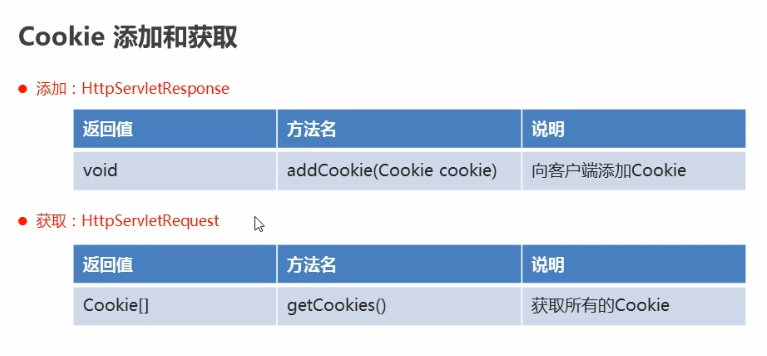 Cookie 添加和获取
添加：HttpServletResponse
返回值 方法名 说明
void addCookie(Cookie cookie) 向客户端添加Cookie
获取：HttpServletRequest
返回值 方法名 说明
Cookie[] getCookies() 获取所有的Cookie